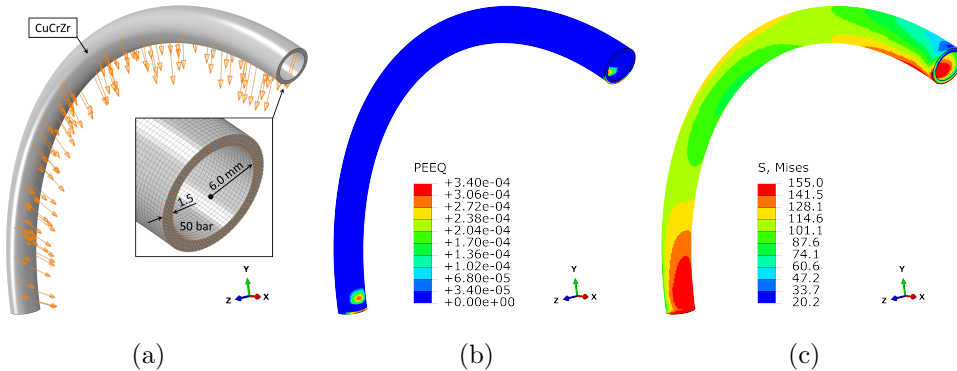 CuCrZr
6.0 mm
1.5
50 bar
Y
Z
X
(a)
PEEQ
+3.40e-04
+3.06e-04
+2.72e-04
+2.38e-04
+2.04e-04
+1.70e-04
+1.36e-04
+1.02e-04
+6.80e-05
+3.40e-05
+0.00e+00
Y
Z
X
(b)
S, Mises
155.0
141.5
128.1
114.6
101.1
87.6
74.1
60.6
47.2
33.7
20.2
Y
Z
X
(c)